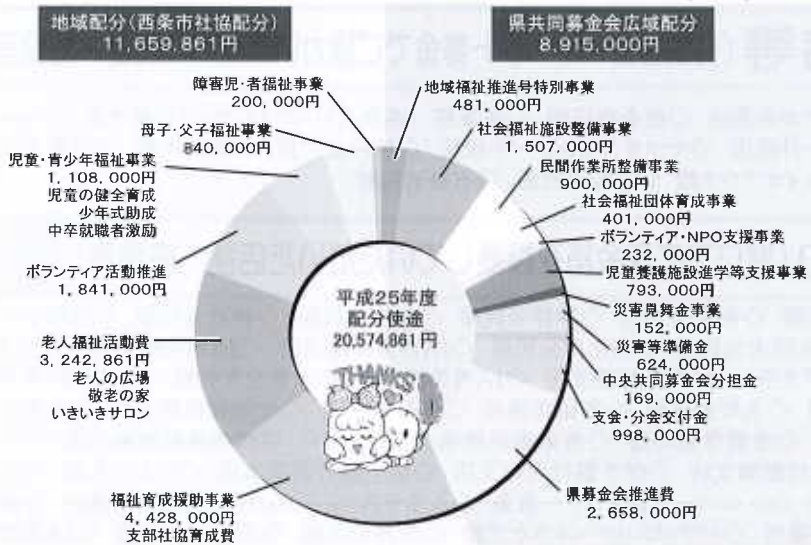 地域配分(西条市社協配分)
11,659,861円
県共同募金会広域配分
8,915,000円
障害児・者福祉事業
200,000円
母子・父子福祉事業
840,000円
児童・青少年福祉事業
1,108,000円
児童の健全育成
少年式助成
中卒就職者激励
ボランティア活動推進
1,841,000円
老人福祉活動費
3,242,861円
老人の広場
敬老の家
いきいきサロン
福祉育成援助事業
4,428,000円
支部社協育成費
地域福祉推進号特別事業
481,000円
社会福祉施設整備事業
1,507,000円
民間作業所整備事業
900,000円
社会福祉団体育成事業
401,000円
ボランティア・NPO支援事業
232,000円
児童養護施設進学等支援事業
793,000円
災害見舞金事業
152,000円
災害等準備金
624,000円
中央共同募金会分担金
169,000円
支会・分会交付金
998,000円
県募金会推進費
2,658,000円
平成25年度
配分使途
20,574,861円
THANKS